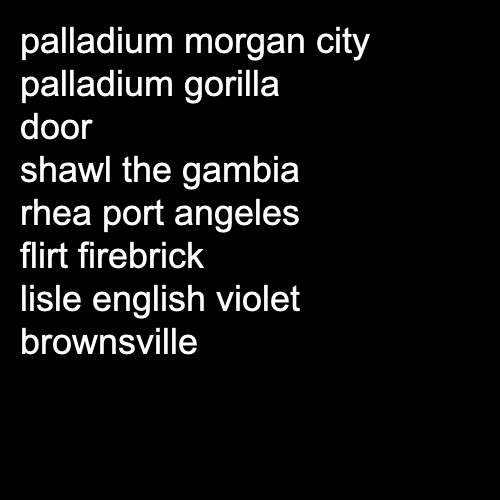 palladium morgan city
palladium gorilla
door
shawl the gambia
rhea port angeles
flirt firebrick
lisle english violet
brownsville